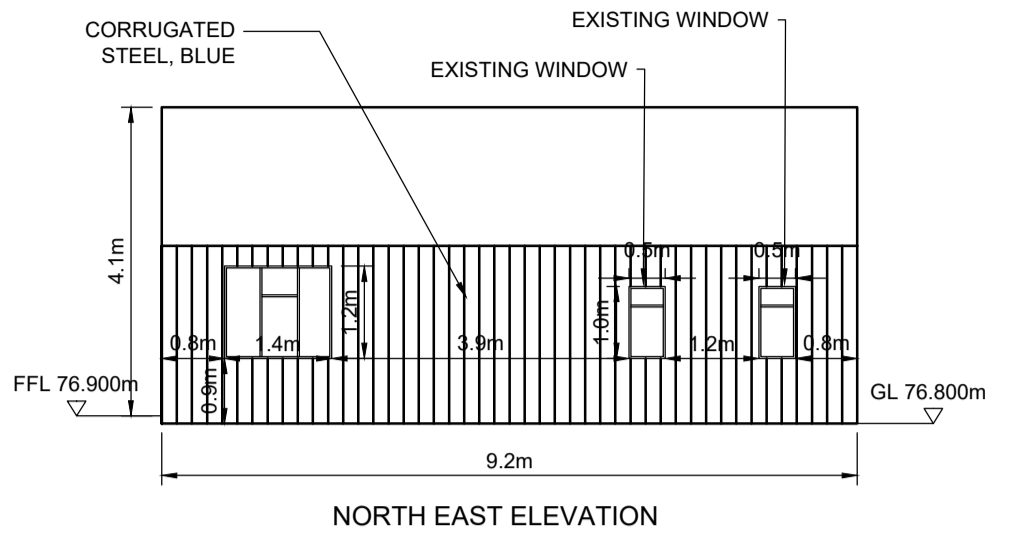 EXISTING WINDOW
CORRUGATED
STEEL, BLUE
EXISTING WINDOW
4.1m
0.5m
0.5m
1.2m
1.0m
0.8m
1.4m
3.9m
1.2m
0.8m
0.9m
FFL 76.900m
GL 76.800m
9.2m
NORTH EAST ELEVATION